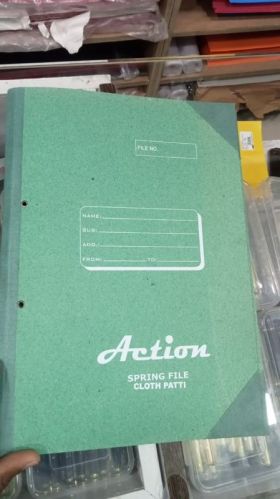 FILE NO.
NAME:
SUB:
ADD.:
FROM: TO:
Action
SPRING FILE
CLOTH PATTI